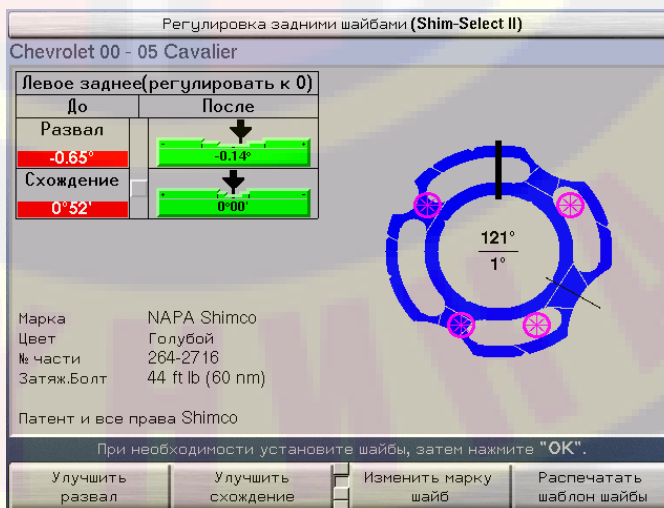 Регулировка задними шайбами (Shim-Select II)
Chevrolet 00 - 05 Cavalier
Левое заднее(регулировать к 0)
До После
Развал
-0.65° -0.14°
Схождение
0°52' 0°00'
121°
1°
Марка NAPA Shimco
Цвет Голубой
№ части 264-2716
Затяж.Болт 44 ft lb (60 nm)
Патент и все права Shimco
При необходимости установите шайбы, затем нажмите "OK".
Улучшить развал
Улучшить схождение
Изменить марку шайб
Распечатать шаблон шайбы